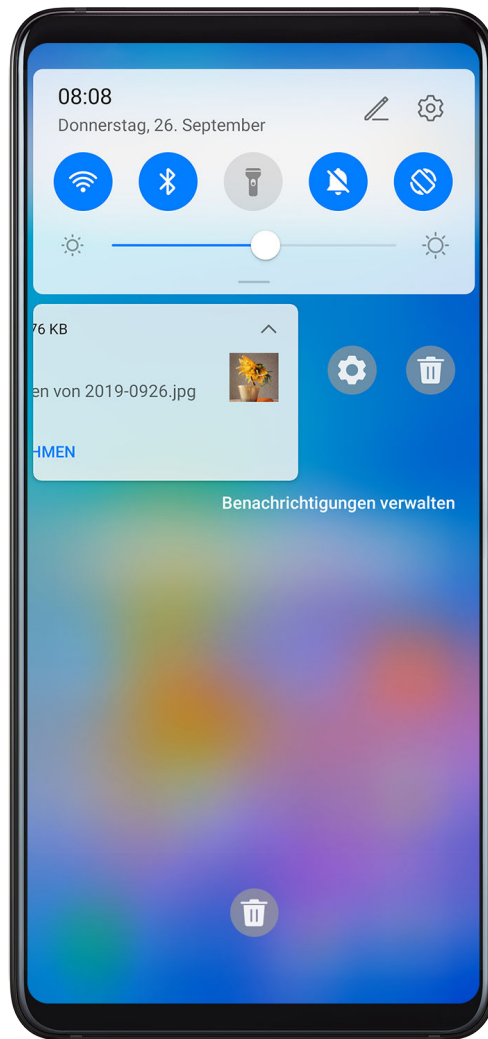 08:08
Donnerstag, 26. September
76 KB
en von 2019-0926.jpg
HMEN
Benachrichtigungen verwalten